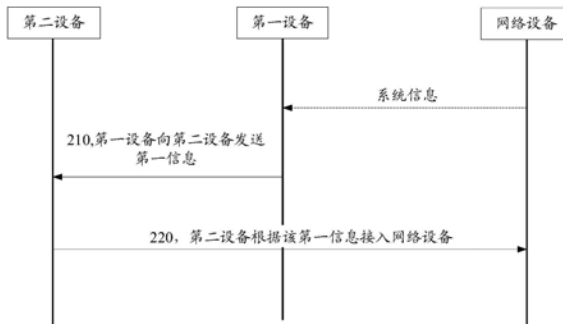 第二设备
第一设备
网络设备
系统信息
210,第一设备向第二设备发送
第一信息
220，第二设备根据该第一信息接入网络设备